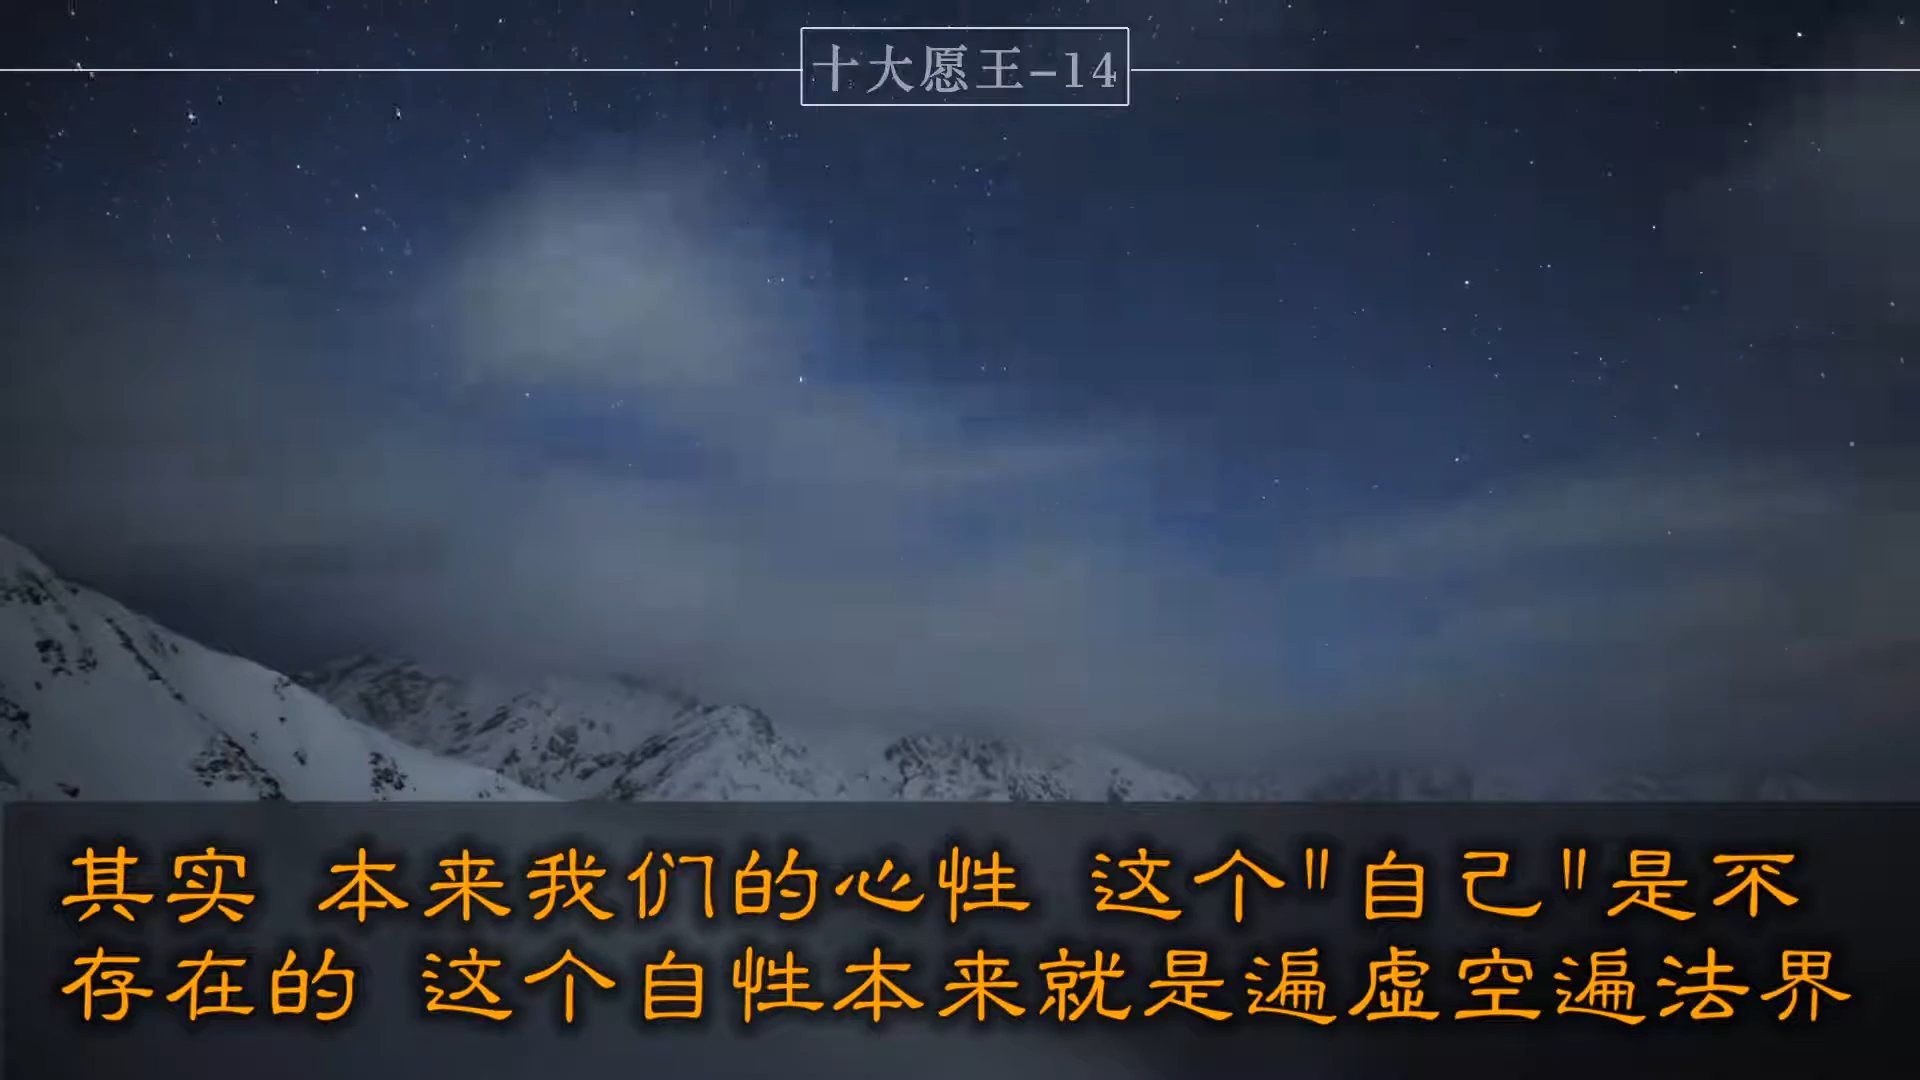 十大愿王-14
其实 本来我们的心性 这个"自己"是不
存在的 这个自性本来就是遍虚空遍法界